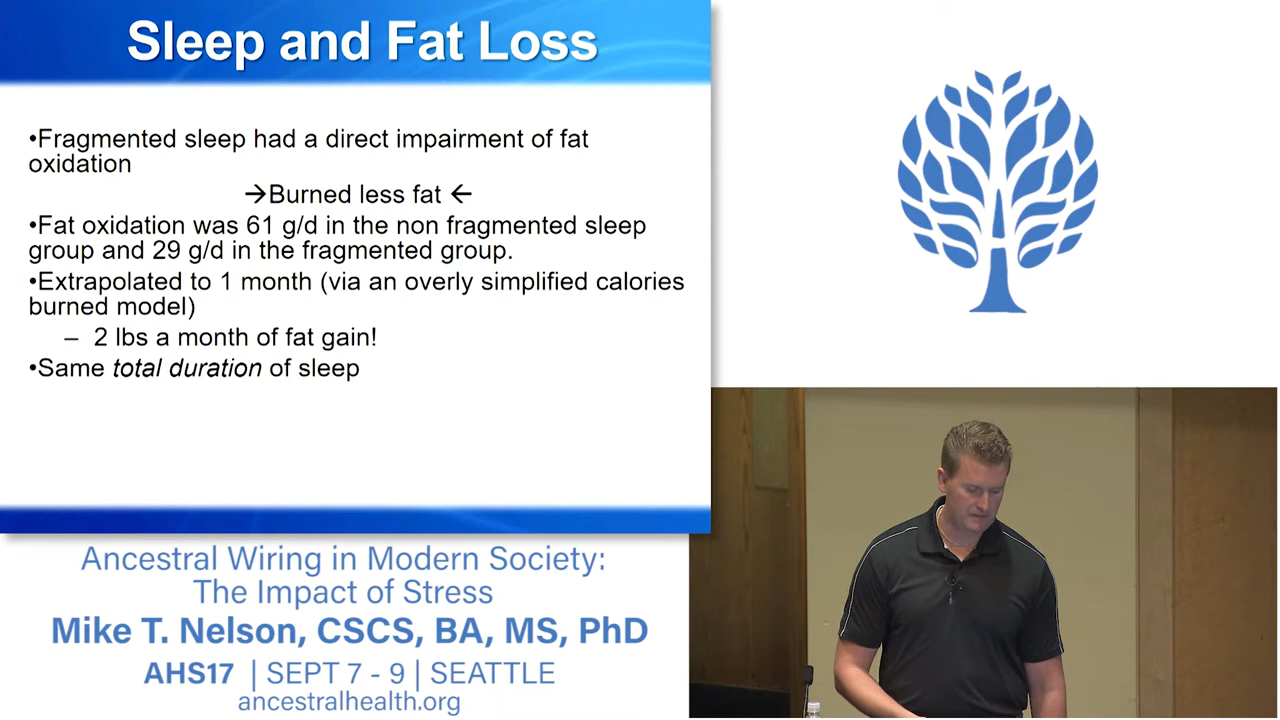 Sleep and Fat Loss
•Fragmented sleep had a direct impairment of fat
oxidation
→Burned less fat ←
•Fat oxidation was 61 g/d in the non fragmented sleep
group and 29 g/d in the fragmented group.
•Extrapolated to 1 month (via an overly simplified calories
burned model)
– 2 lbs a month of fat gain!
•Same total duration of sleep
Ancestral Wiring in Modern Society:
The Impact of Stress
Mike T. Nelson, CSCS, BA, MS, PhD
AHS17 | SEPT 7 - 9 | SEATTLE
ancestralhealth.org